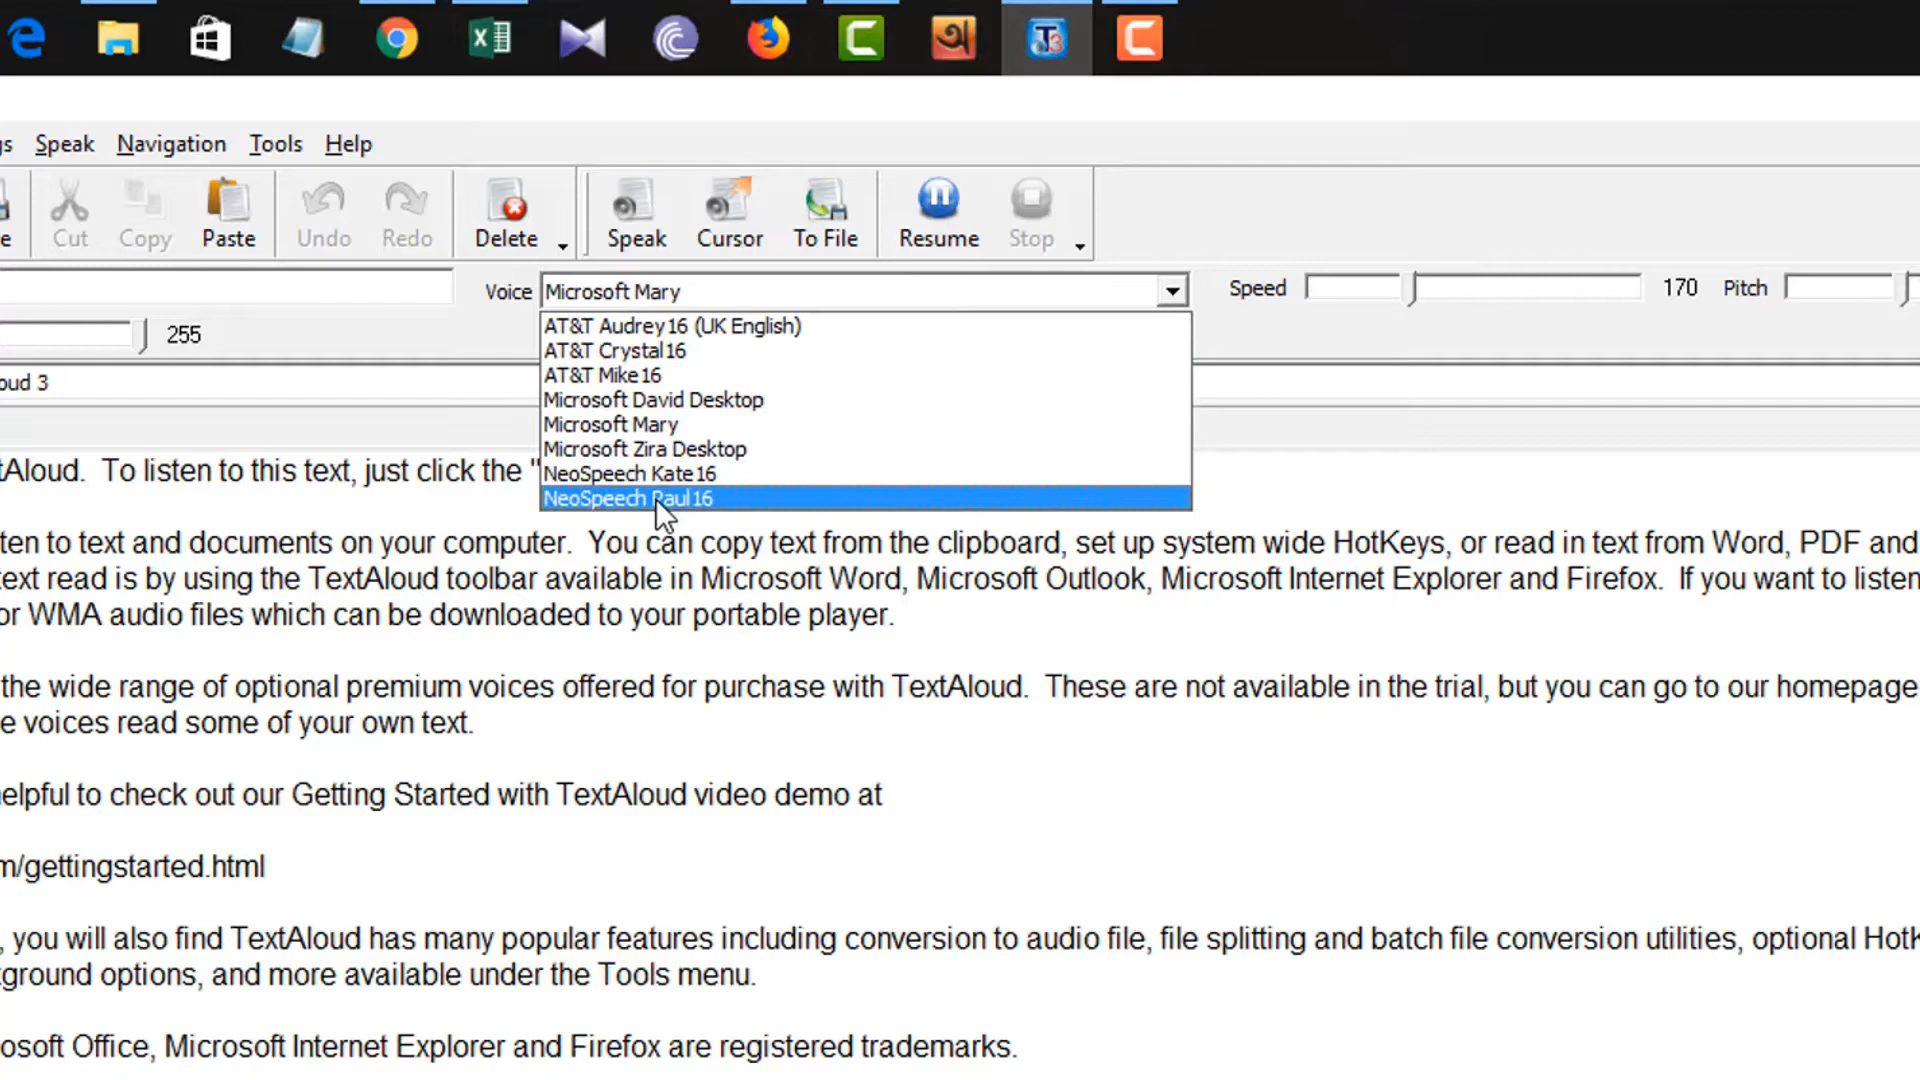 Speak Navigation Tools Help
Cut Copy Paste Undo Redo Delete Speak Cursor To File Resume Stop
Voice Microsoft Mary Speed 170 Pitch
AT&T Audrey16 (UK English)
255
AT&T Crystal16
AT&T Mike16
oud 3
Microsoft David Desktop
Microsoft Mary
Microsoft Zira Desktop
tAloud. To listen to this text, just click the "
NeoSpeech Kate16
NeoSpeech Paul16
ten to text and documents on your computer. You can copy text from the clipboard, set up system wide HotKeys, or read in text from Word, PDF and
text read is by using the TextAloud toolbar available in Microsoft Word, Microsoft Outlook, Microsoft Internet Explorer and Firefox. If you want to listen
or WMA audio files which can be downloaded to your portable player.
the wide range of optional premium voices offered for purchase with TextAloud. These are not available in the trial, but you can go to our homepage
e voices read some of your own text.
elpful to check out our Getting Started with TextAloud video demo at
m/gettingstarted.html
, you will also find TextAloud has many popular features including conversion to audio file, file splitting and batch file conversion utilities, optional HotK
ground options, and more available under the Tools menu.
osoft Office, Microsoft Internet Explorer and Firefox are registered trademarks.